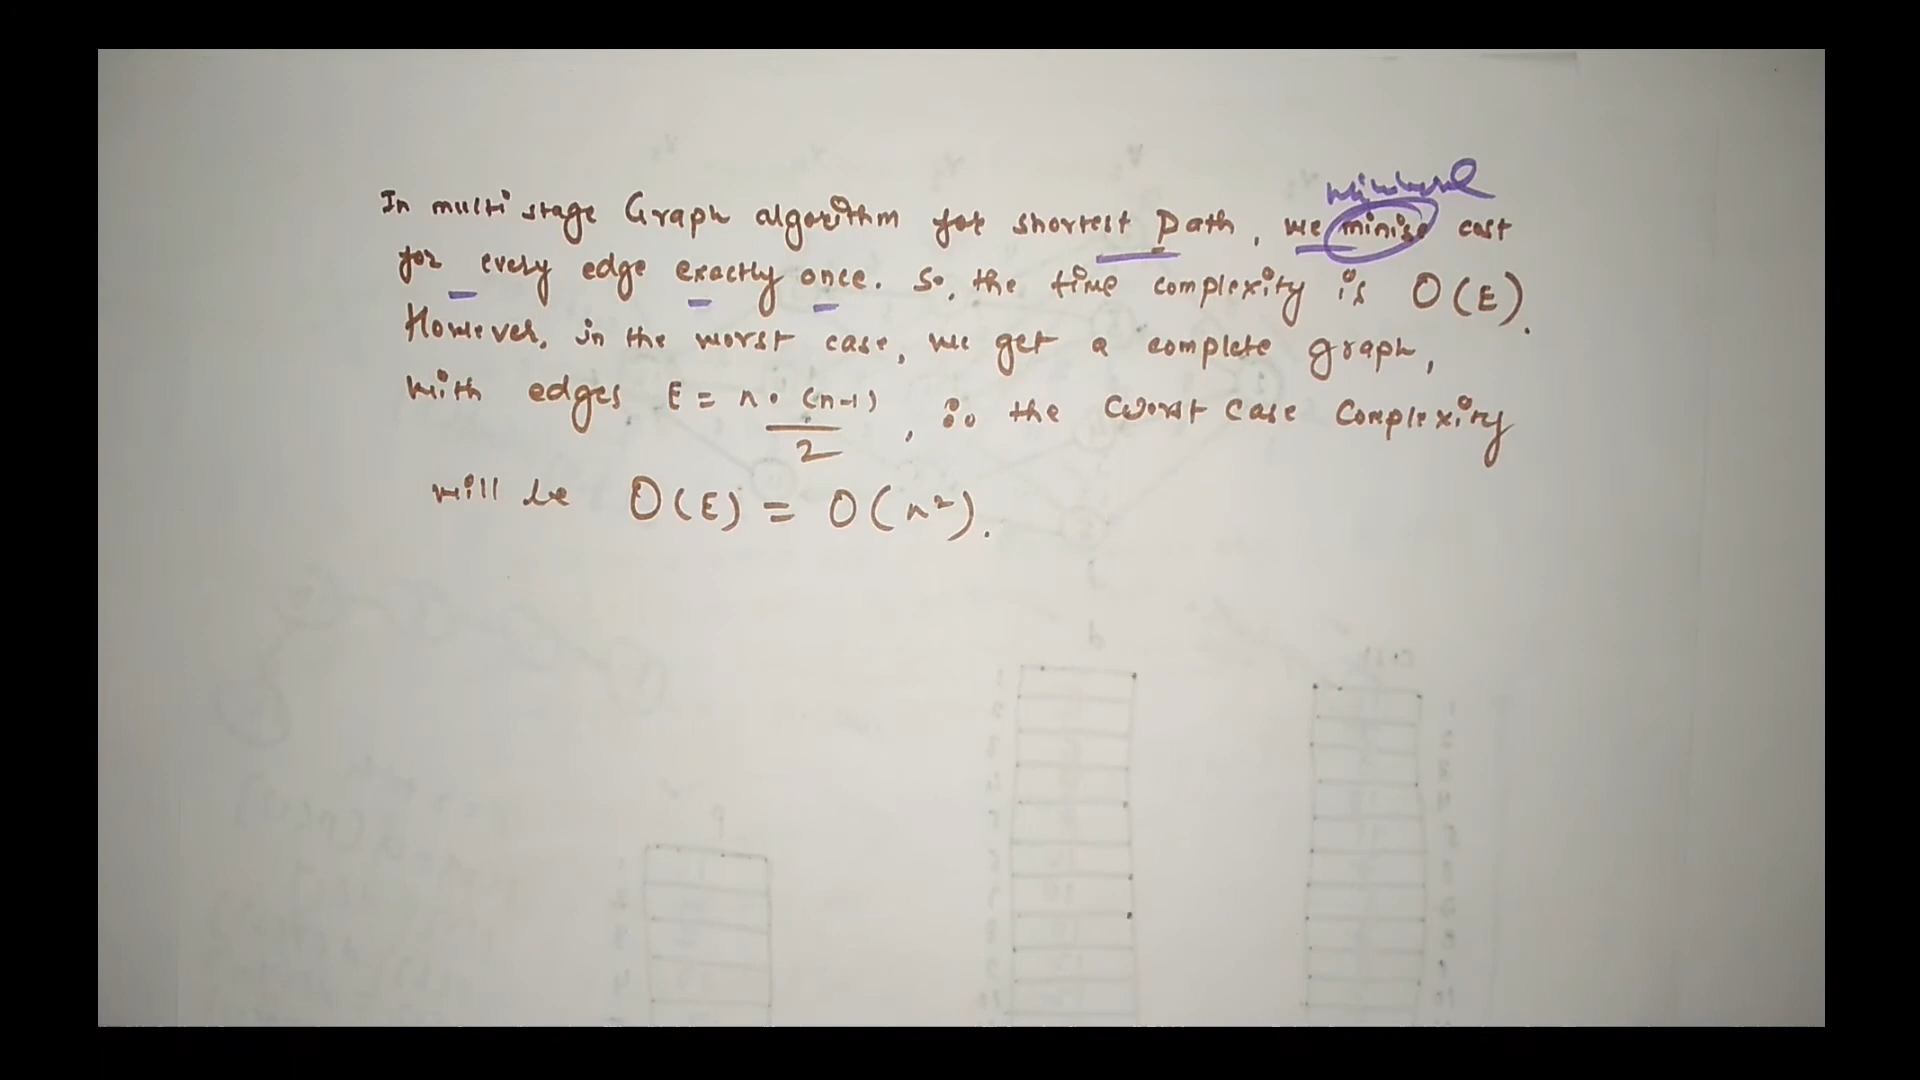 minimize
In multi stage Graph algorithm for shortest path, we minise cost
for every edge exactly once. So, the time complexity is O(E).
However, in the worst case, we get a complete graph,
with edges E = n·(n-1)/2, ∴ the worst case complexity
will be O(E) = O(n²).